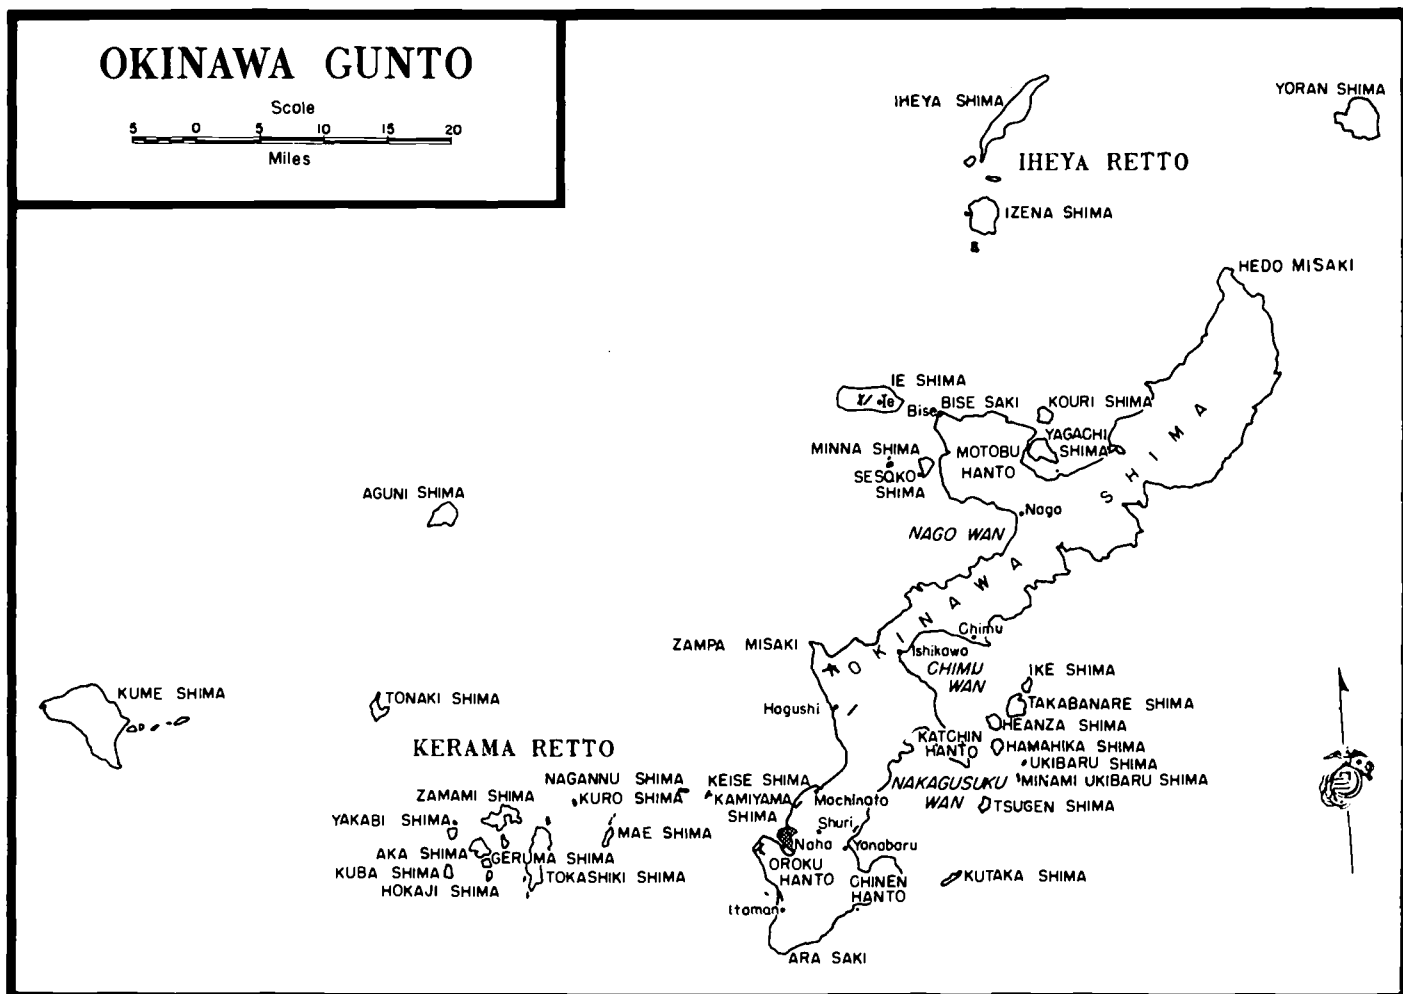 OKINAWA GUNTO
Scale
5 0 5 10 15 20
Miles
IHEYA SHIMA
YORAN SHIMA
IHEYA RETTO
IZENA SHIMA
HEDO MISAKI
IE SHIMA
Ie
Bise
BISE SAKI
KOURI SHIMA
YAGACHI
SHIMA
MINNA SHIMA
MOTOBU
HANTO
SESOKO
SHIMA
AGUNI SHIMA
Nago
NAGO WAN
OKINAWA SHIMA
Chimu
ZAMPA MISAKI
Ishikawa
CHIMU
WAN
IKE SHIMA
KUME SHIMA
TONAKI SHIMA
Hagushi
TAKABANARE SHIMA
HEANZA SHIMA
KATCHIN
HANTO
HAMAHIKA SHIMA
KERAMA RETTO
UKIBARU SHIMA
NAGANNU SHIMA
KEISE SHIMA
NAKAGUSUKU
WAN
MINAMI UKIBARU SHIMA
ZAMAMI SHIMA
KURO SHIMA
KAMIYAMA
SHIMA
Machinato
TSUGEN SHIMA
YAKABI SHIMA
MAE SHIMA
Shuri
AKA SHIMA
GERUMA SHIMA
Naha
Yonabaru
KUBA SHIMA
TOKASHIKI SHIMA
OROKU
HANTO
CHINEN
HANTO
KUTAKA SHIMA
HOKAJI SHIMA
Itoman
ARA SAKI